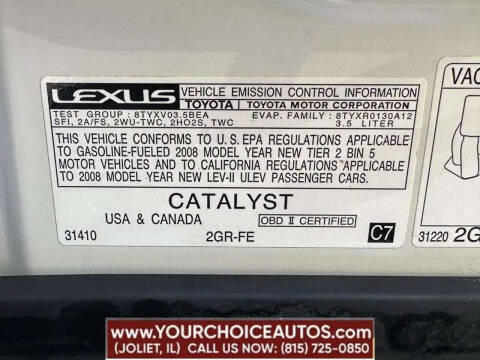 LEXUS VEHICLE EMISSION CONTROL INFORMATION
TOYOTA TOYOTA MOTOR CORPORATION
TEST GROUP : 8TYXV03.5BEA EVAP. FAMILY : 8TYXR0130A12
SFI, 2A/FS, 2WU-TWC, 2HO2S, TWC 3.5 LITER
THIS VEHICLE CONFORMS TO U.S. EPA REGULATIONS APPLICABLE
TO GASOLINE-FUELED 2008 MODEL YEAR NEW TIER 2 BIN 5
MOTOR VEHICLES AND TO CALIFORNIA REGULATIONS APPLICABLE
TO 2008 MODEL YEAR NEW LEV-II ULEV PASSENGER CARS.
CATALYST
USA & CANADA OBD II CERTIFIED
31410 2GR-FE C7
VAC
31220 2G
WWW.YOURCHOICEAUTOS.COM
(JOLIET, IL) CALL US NOW: (815) 725-0850